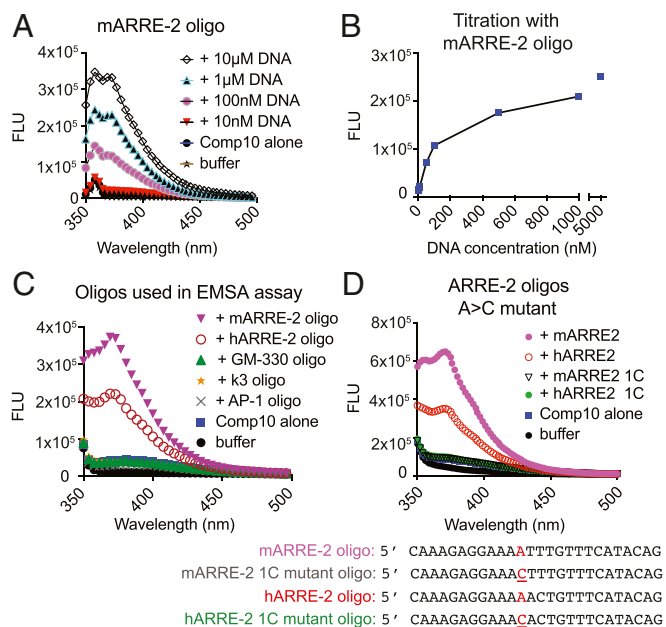 A
mARRE-2 oligo
4x10⁵
3x10⁵
2x10⁵
1x10⁵
0
FLU
350
400
450
500
Wavelength (nm)
+ 10µM DNA
+ 1µM DNA
+ 100nM DNA
+ 10nM DNA
Comp10 alone
buffer
B
Titration with
mARRE-2 oligo
3x10⁵
2x10⁵
1x10⁵
0
FLU
0
200
400
600
800
1000
5000
DNA concentration (nM)
C
Oligos used in EMSA assay
4x10⁵
3x10⁵
2x10⁵
1x10⁵
0
FLU
350
400
450
500
Wavelength (nm)
+ mARRE-2 oligo
+ hARRE-2 oligo
+ GM-330 oligo
+ k3 oligo
+ AP-1 oligo
Comp10 alone
buffer
D
ARRE-2 oligos
A>C mutant
8x10⁵
6x10⁵
4x10⁵
2x10⁵
0
FLU
350
400
450
500
Wavelength (nm)
+ mARRE2
+ hARRE2
+ mARRE2 1C
+ hARRE2 1C
Comp10 alone
buffer
mARRE-2 oligo: 5′ CAAAGAGGAAAATTTGTTTCATACAG
mARRE-2 1C mutant oligo: 5′ CAAAGAGGAAACTTTGTTTCATACAG
hARRE-2 oligo: 5′ CAAAGAGGAAAAACTGTTTCATACAG
hARRE-2 1C mutant oligo: 5′ CAAAGAGGAAACACTGTTTCATACAG